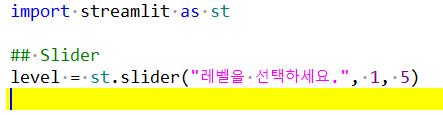 import streamlit as st
## Slider
level = st.slider("레벨을 선택하세요.", 1, 5)